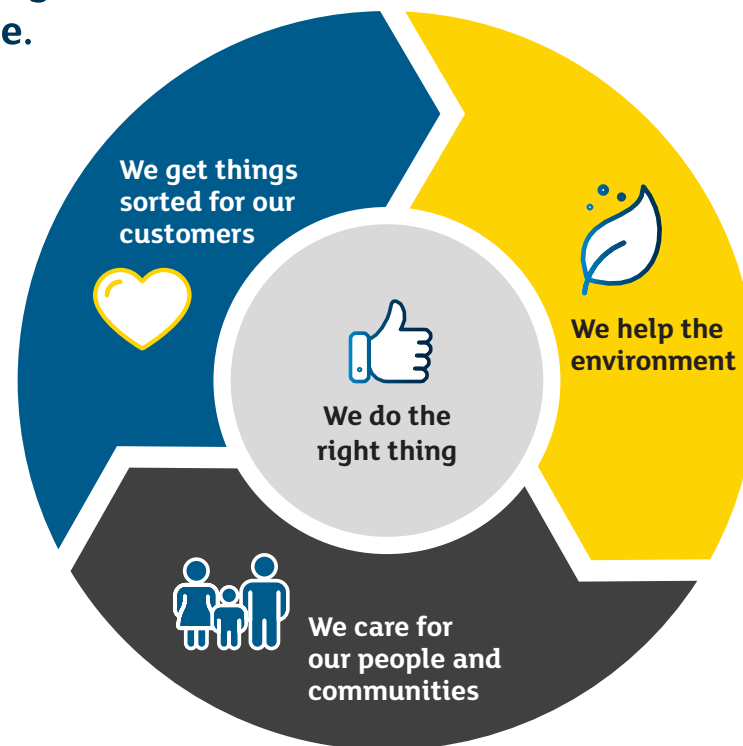 e.
We get things
sorted for our
customers
We help the
environment
We do the
right thing
We care for
our people and
communities